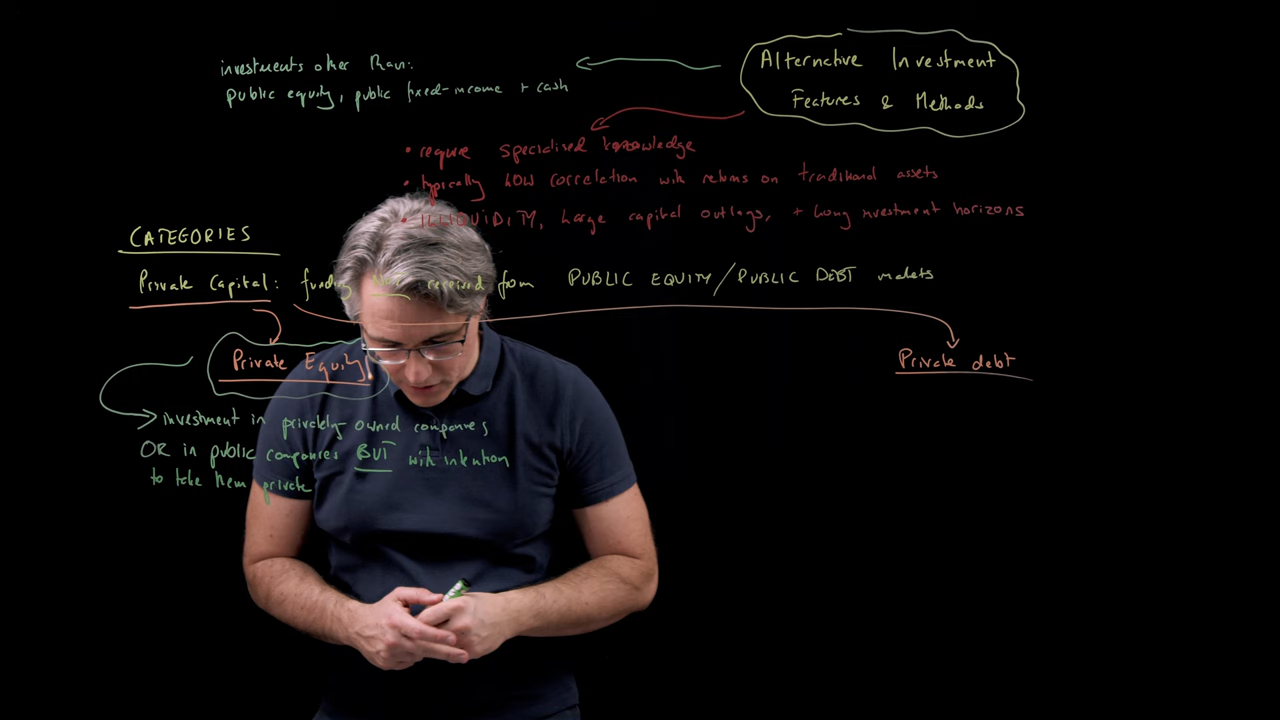 Alternative Investment
Features & Methods
investments other than:
public equity, public fixed-income + cash
• require specialised knowledge
• typically LOW correlation with returns on traditional assets
• ILLIQUIDITY, large capital outlays, + long investment horizons
CATEGORIES
Private Capital: funding NOT received from PUBLIC EQUITY/PUBLIC DEBT markets
Private Equity:
Private debt
investment in privately-owned companies
OR in public companies BUT with intention
to take them private